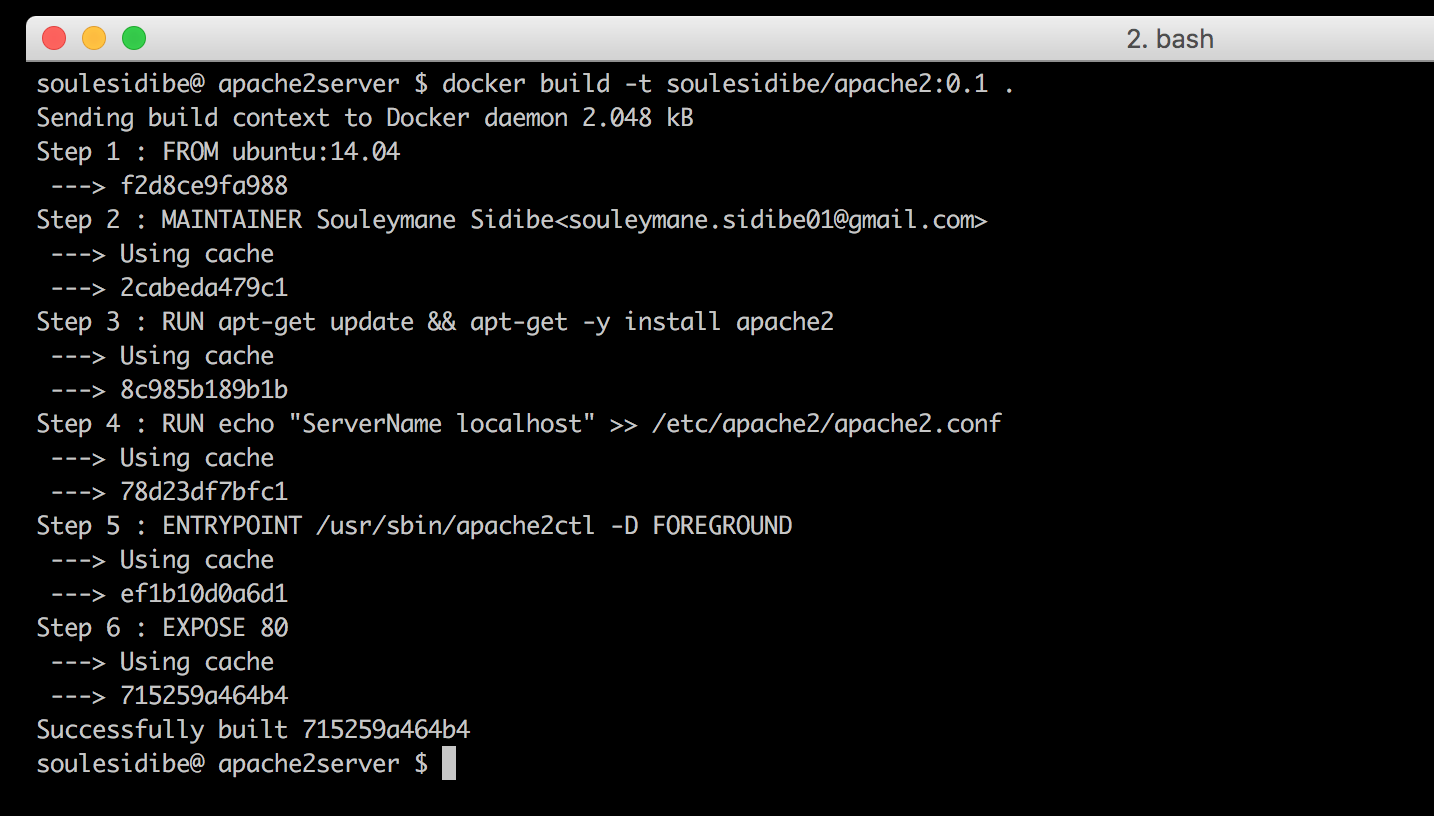 2. bash
soulesidibe@ apache2server $ docker build -t soulesidibe/apache2:0.1 .
Sending build context to Docker daemon 2.048 kB
Step 1 : FROM ubuntu:14.04
 ---> f2d8ce9fa988
Step 2 : MAINTAINER Souleymane Sidibe<souleymane.sidibe01@gmail.com>
 ---> Using cache
 ---> 2cabeda479c1
Step 3 : RUN apt-get update && apt-get -y install apache2
 ---> Using cache
 ---> 8c985b189b1b
Step 4 : RUN echo "ServerName localhost" >> /etc/apache2/apache2.conf
 ---> Using cache
 ---> 78d23df7bfc1
Step 5 : ENTRYPOINT /usr/sbin/apache2ctl -D FOREGROUND
 ---> Using cache
 ---> ef1b10d0a6d1
Step 6 : EXPOSE 80
 ---> Using cache
 ---> 715259a464b4
Successfully built 715259a464b4
soulesidibe@ apache2server $